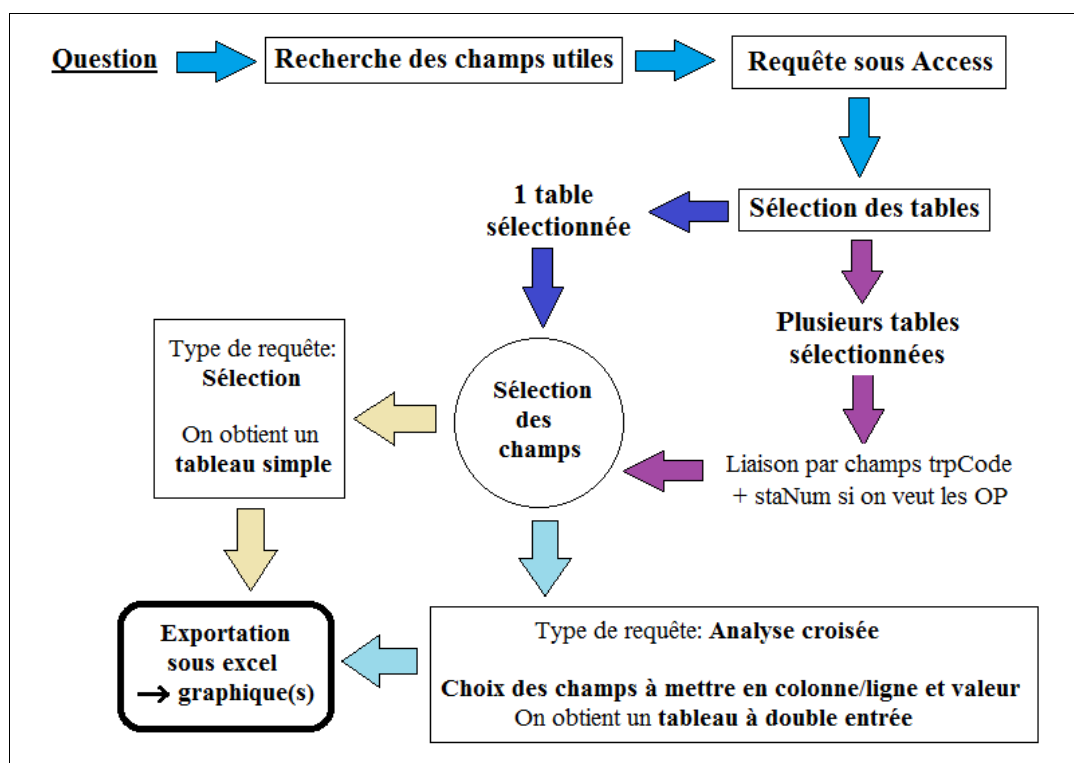 Question
Recherche des champs utiles
Requête sous Access
Sélection des tables
1 table
sélectionnée
Plusieurs tables
sélectionnées
Liaison par champs trpCode
+ staNum si on veut les OP
Sélection
des
champs
Type de requête:
Sélection
On obtient un
tableau simple
Type de requête: Analyse croisée
Choix des champs à mettre en colonne/ligne et valeur
On obtient un tableau à double entrée
Exportation
sous excel
→ graphique(s)